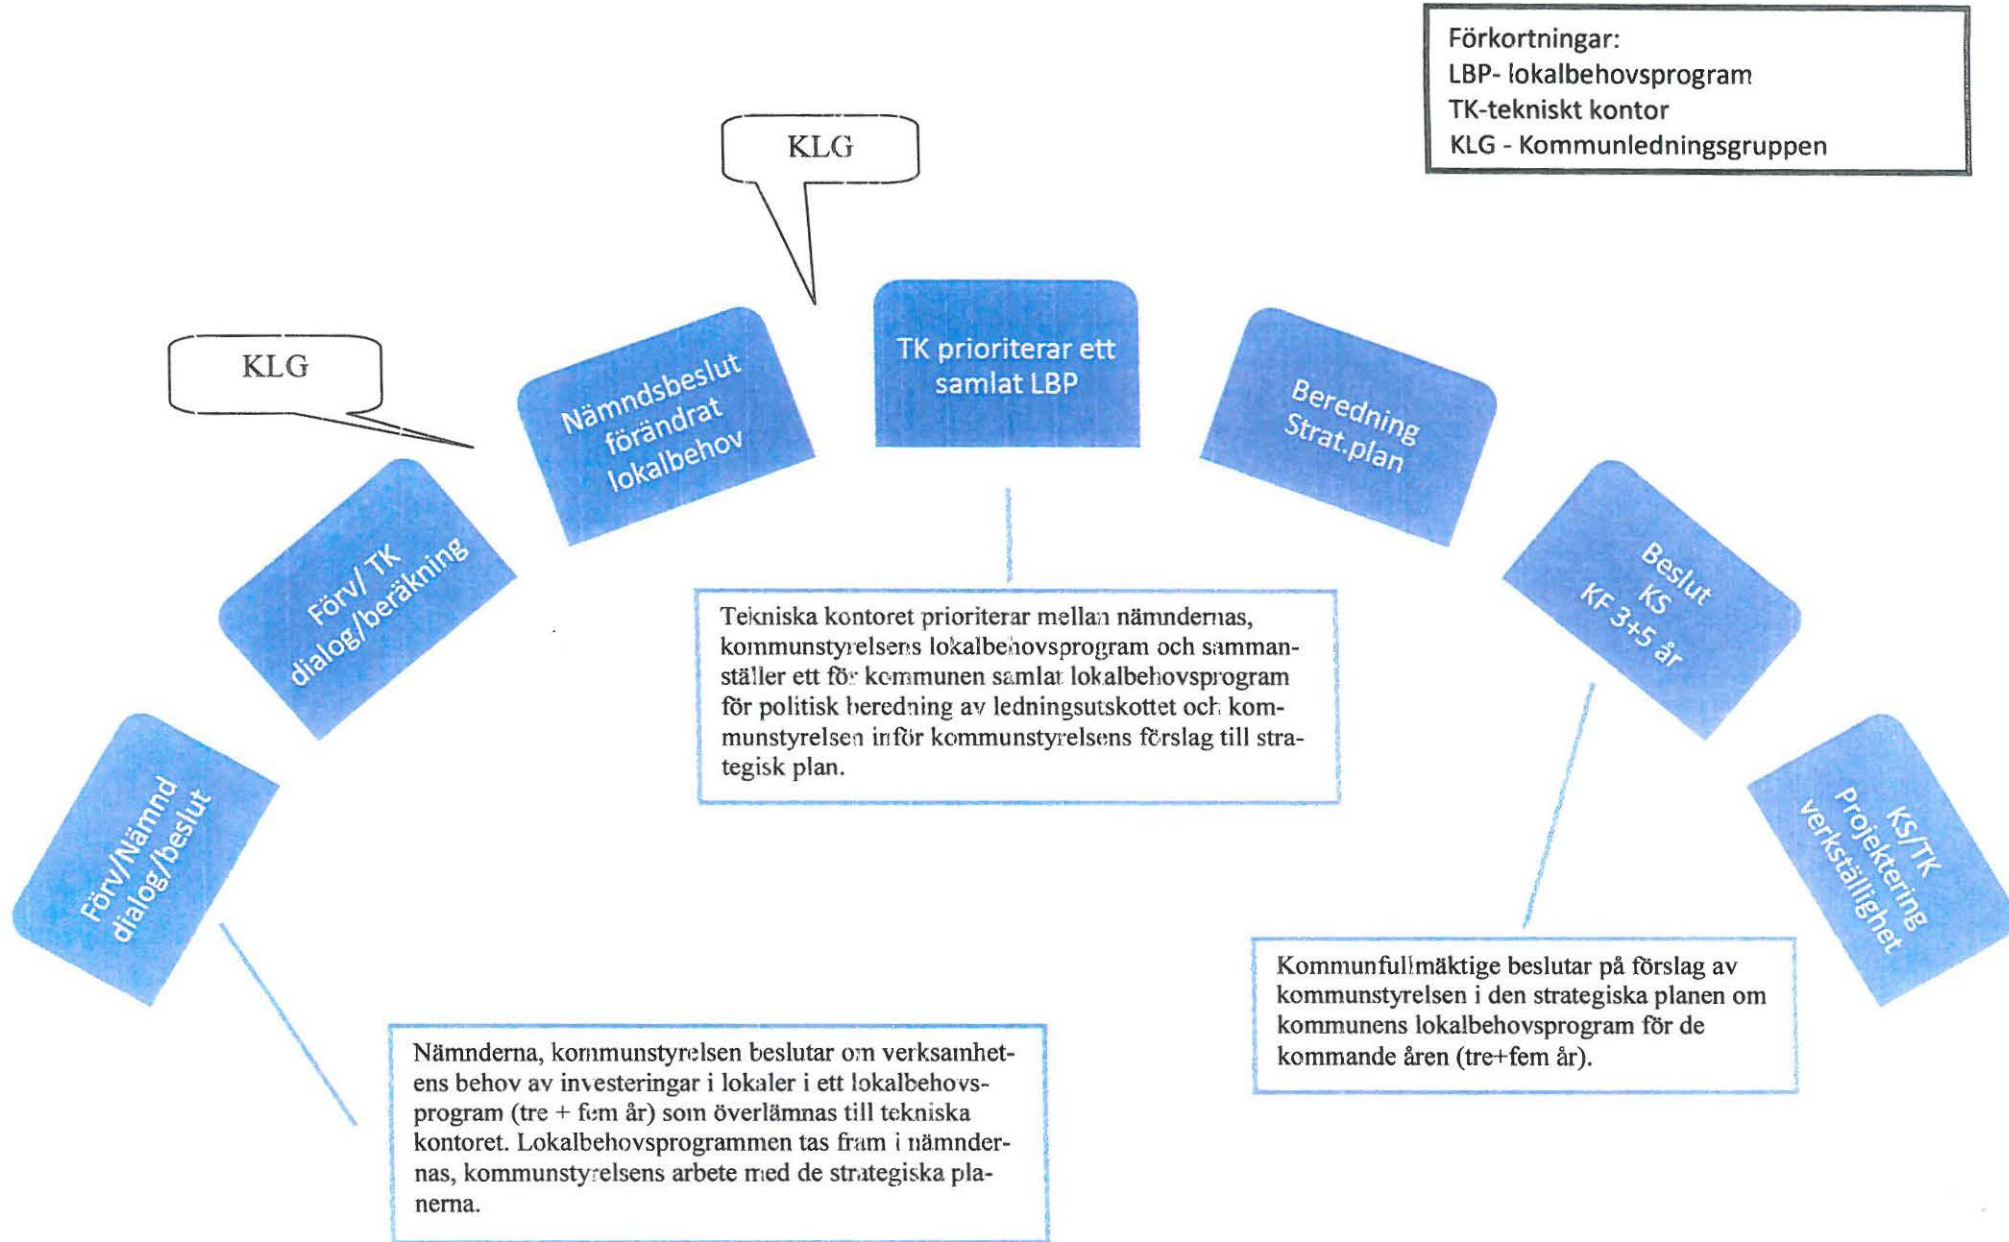 Förkortningar:
LBP- lokalbehovsprogram
TK-tekniskt kontor
KLG - Kommunledningsgruppen
KLG
KLG
Förv/Nämnd
dialog/beslut
Förv/ TK
dialog/beräkning
Nämndsbeslut
förändrat
lokalbehov
TK prioriterar ett
samlat LBP
Beredning
Strat.plan
Beslut
KS
KF 3+5 år
KS/TK
Projektering
verkställighet
Tekniska kontoret prioriterar mellan nämndernas,
kommunstyrelsens lokalbehovsprogram och samman-
ställer ett för kommunen samlat lokalbehovsprogram
för politisk beredning av ledningsutskottet och kom-
munstyrelsen inför kommunstyrelsens förslag till stra-
tegisk plan.
Kommunfullmäktige beslutar på förslag av
kommunstyrelsen i den strategiska planen om
kommunens lokalbehovsprogram för de
kommande åren (tre+fem år).
Nämnderna, kommunstyrelsen beslutar om verksamhet-
ens behov av investeringar i lokaler i ett lokalbehovs-
program (tre + fem år) som överlämnas till tekniska
kontoret. Lokalbehovsprogrammen tas fram i nämnder-
nas, kommunstyrelsens arbete med de strategiska pla-
nerna.